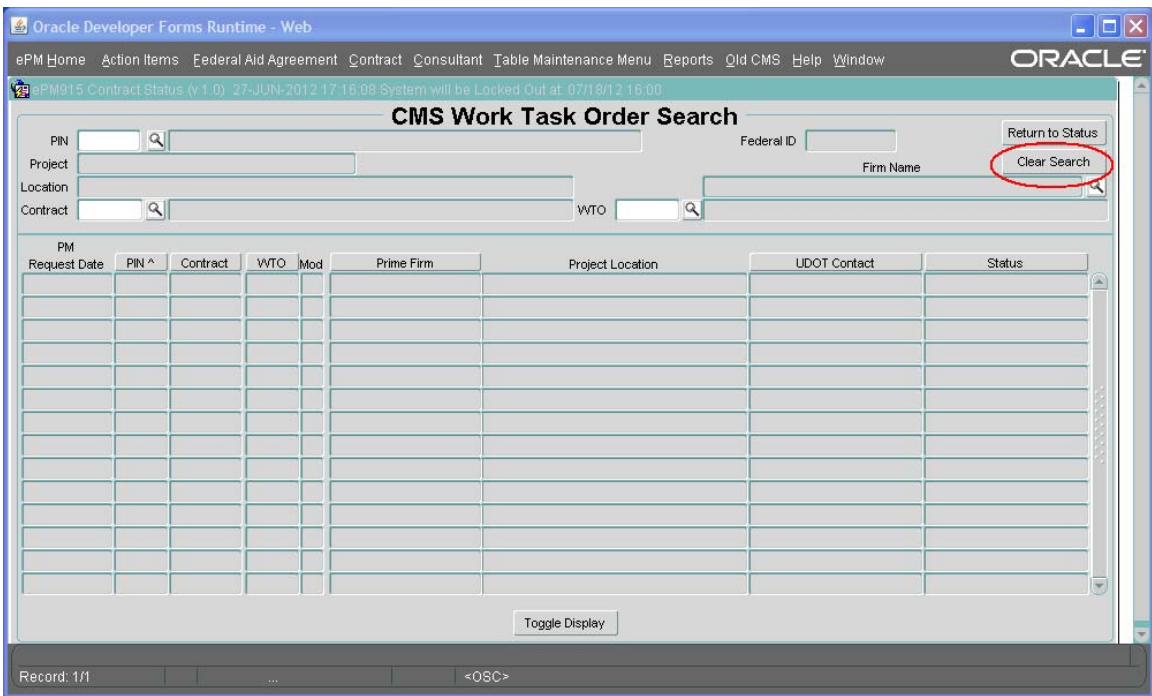 Oracle Developer Forms Runtime - Web
ePM Home Action Items Federal Aid Agreement Contract Consultant Table Maintenance Menu Reports Old CMS Help Window ORACLE
ePM915 Contract Status (v 1.0) 27-JUN-2012 17:16:08 System will be Locked Out at: 07/18/12 16:00
CMS Work Task Order Search
PIN Federal ID Return to Status
Project Firm Name Clear Search
Location
Contract WTO
PM
Request Date PIN ^ Contract WTO Mod Prime Firm Project Location UDOT Contact Status
Toggle Display
Record: 1/1 ... <OSC>